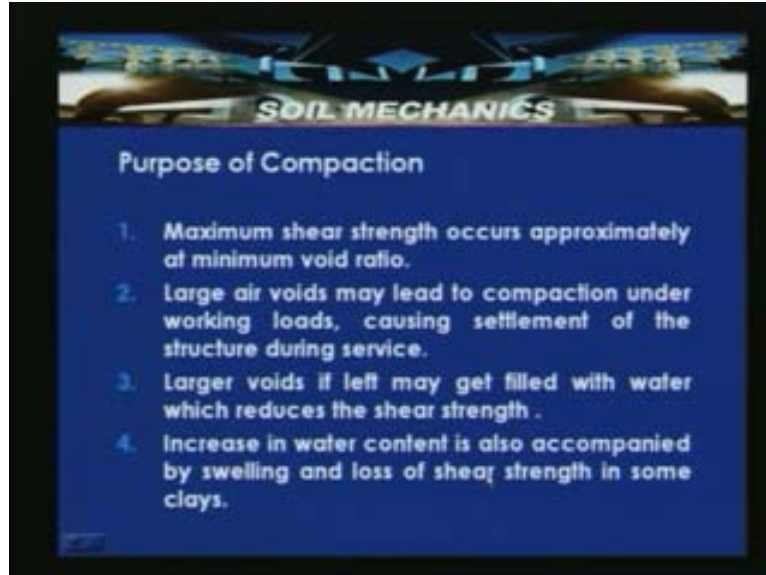 SOIL MECHANICS
Purpose of Compaction
1. Maximum shear strength occurs approximately
at minimum void ratio.
2. Large air voids may lead to compaction under
working loads, causing settlement of the
structure during service.
3. Larger voids if left may get filled with water
which reduces the shear strength .
4. Increase in water content is also accompanied
by swelling and loss of shear strength in some
clays.